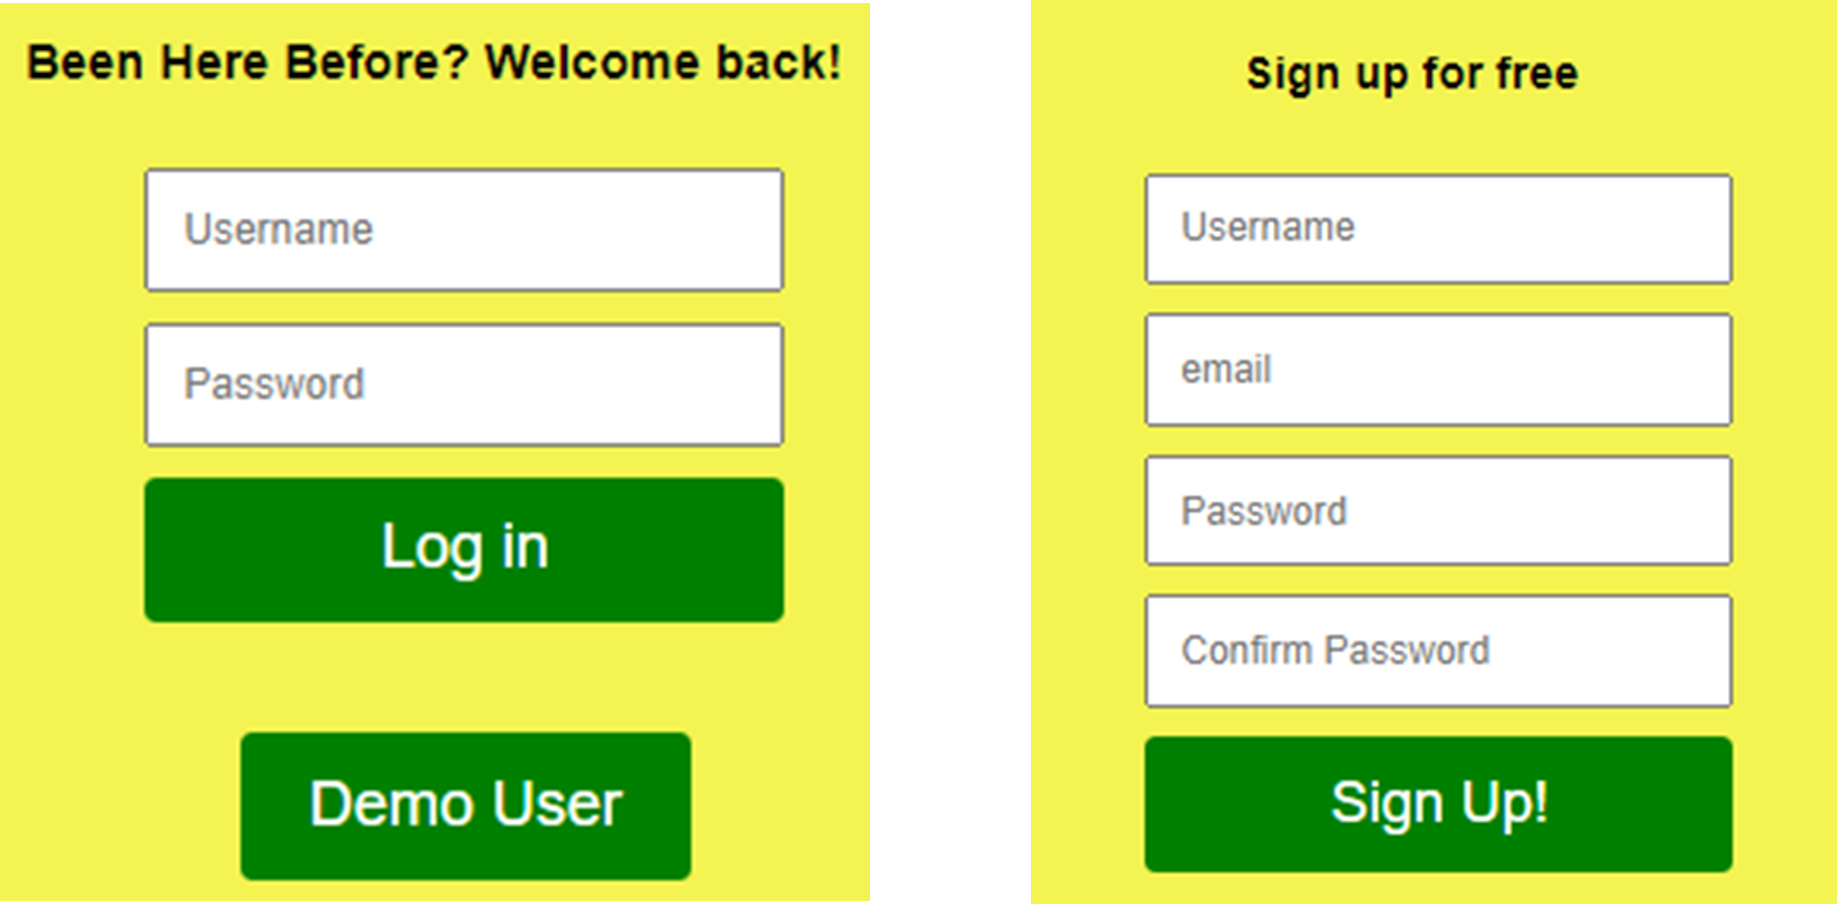 Been Here Before? Welcome back!
Username
Password
Log in
Demo User
Sign up for free
Username
email
Password
Confirm Password
Sign Up!